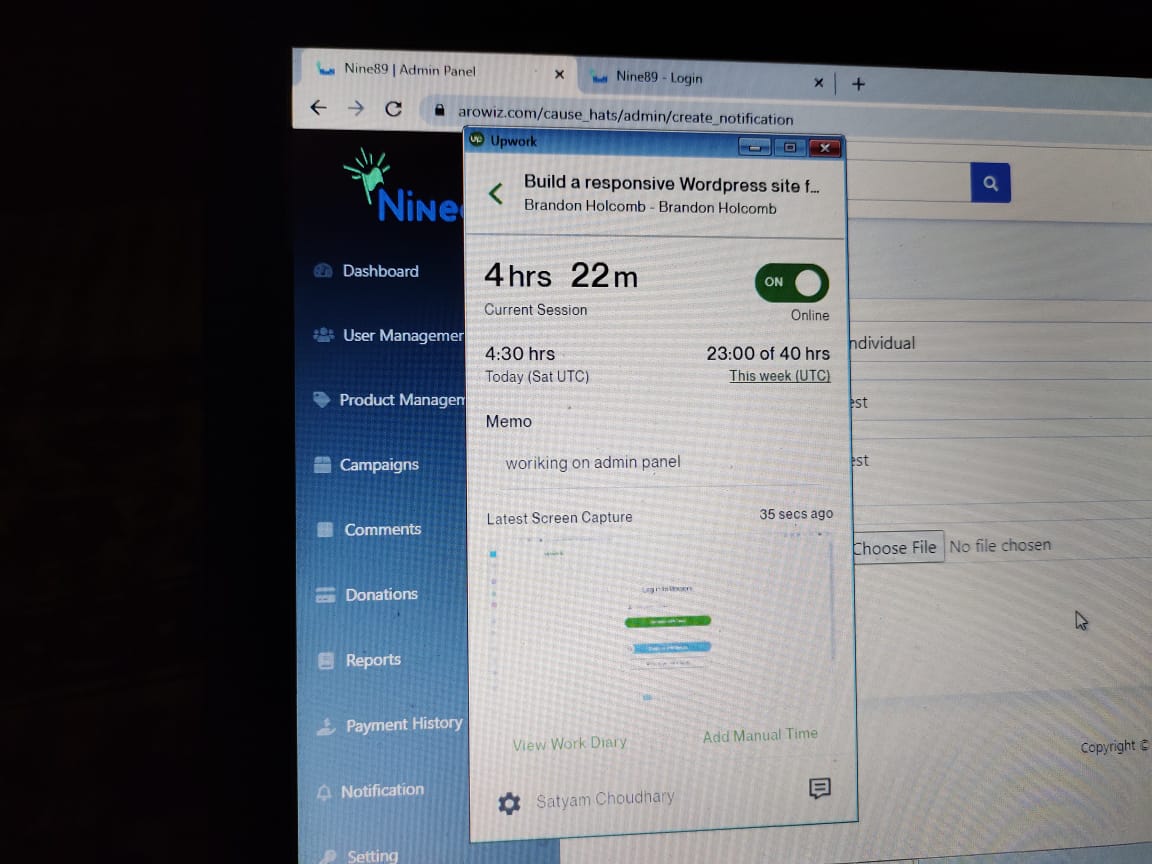 Nine89 | Admin Panel
Nine89 - Login
arowiz.com/cause_hats/admin/create_notification
Upwork
Build a responsive Wordpress site f...
Brandon Holcomb - Brandon Holcomb
Nine
4 hrs 22 m
ON
Current Session
Online
4:30 hrs
23:00 of 40 hrs
Today (Sat UTC)
This week (UTC)
Memo
woriking on admin panel
Latest Screen Capture
35 secs ago
View Work Diary
Add Manual Time
Satyam Choudhary
Dashboard
User Managemer
Product Managem
Campaigns
Comments
Donations
Reports
Payment History
Notification
Setting
ndividual
est
est
Choose File No file chosen
Copyright ©